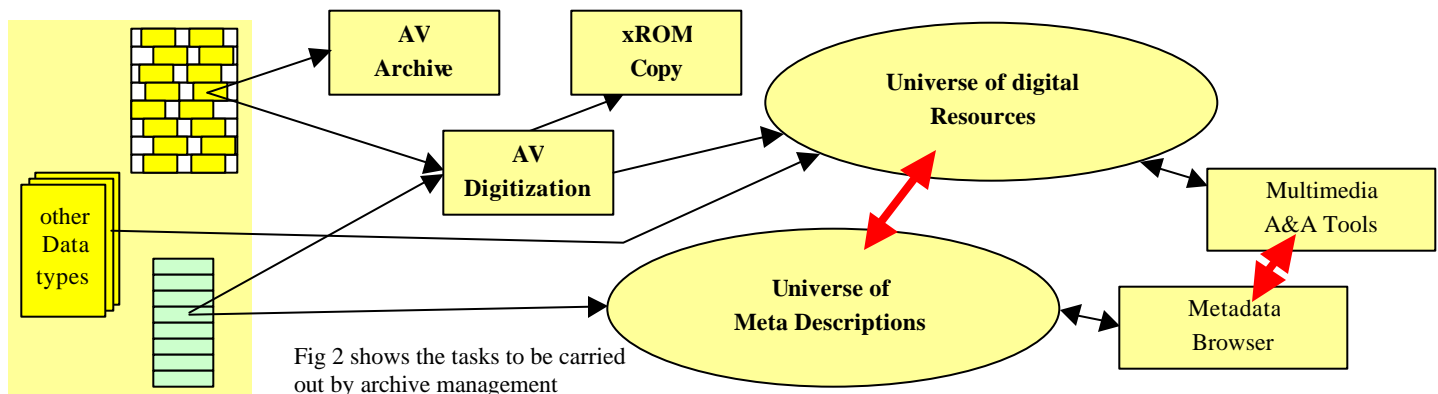 AV
Archive
xROM
Copy
Universe of digital
Resources
AV
Digitization
Multimedia
A&A Tools
other
Data
types
Universe of
Meta Descriptions
Metadata
Browser
Fig 2 shows the tasks to be carried
out by archive management